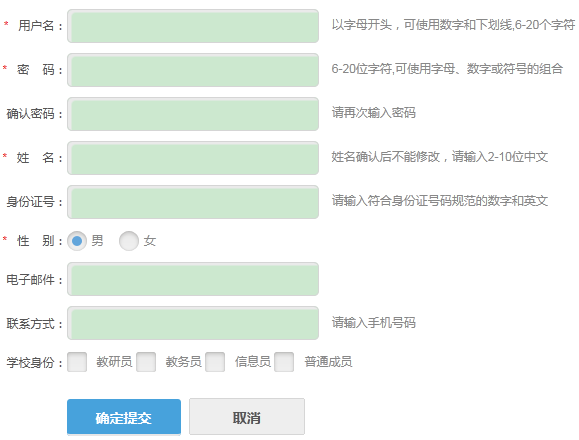 * 用户名： 以字母开头，可使用数字和下划线,6-20个字符
* 密 码： 6-20位字符,可使用字母、数字或符号的组合
确认密码： 请再次输入密码
* 姓 名： 姓名确认后不能修改，请输入2-10位中文
身份证号： 请输入符合身份证号码规范的数字和英文
* 性 别： 男 女
电子邮件：
联系方式： 请输入手机号码
学校身份： 教研员 教务员 信息员 普通成员
确定提交 取消